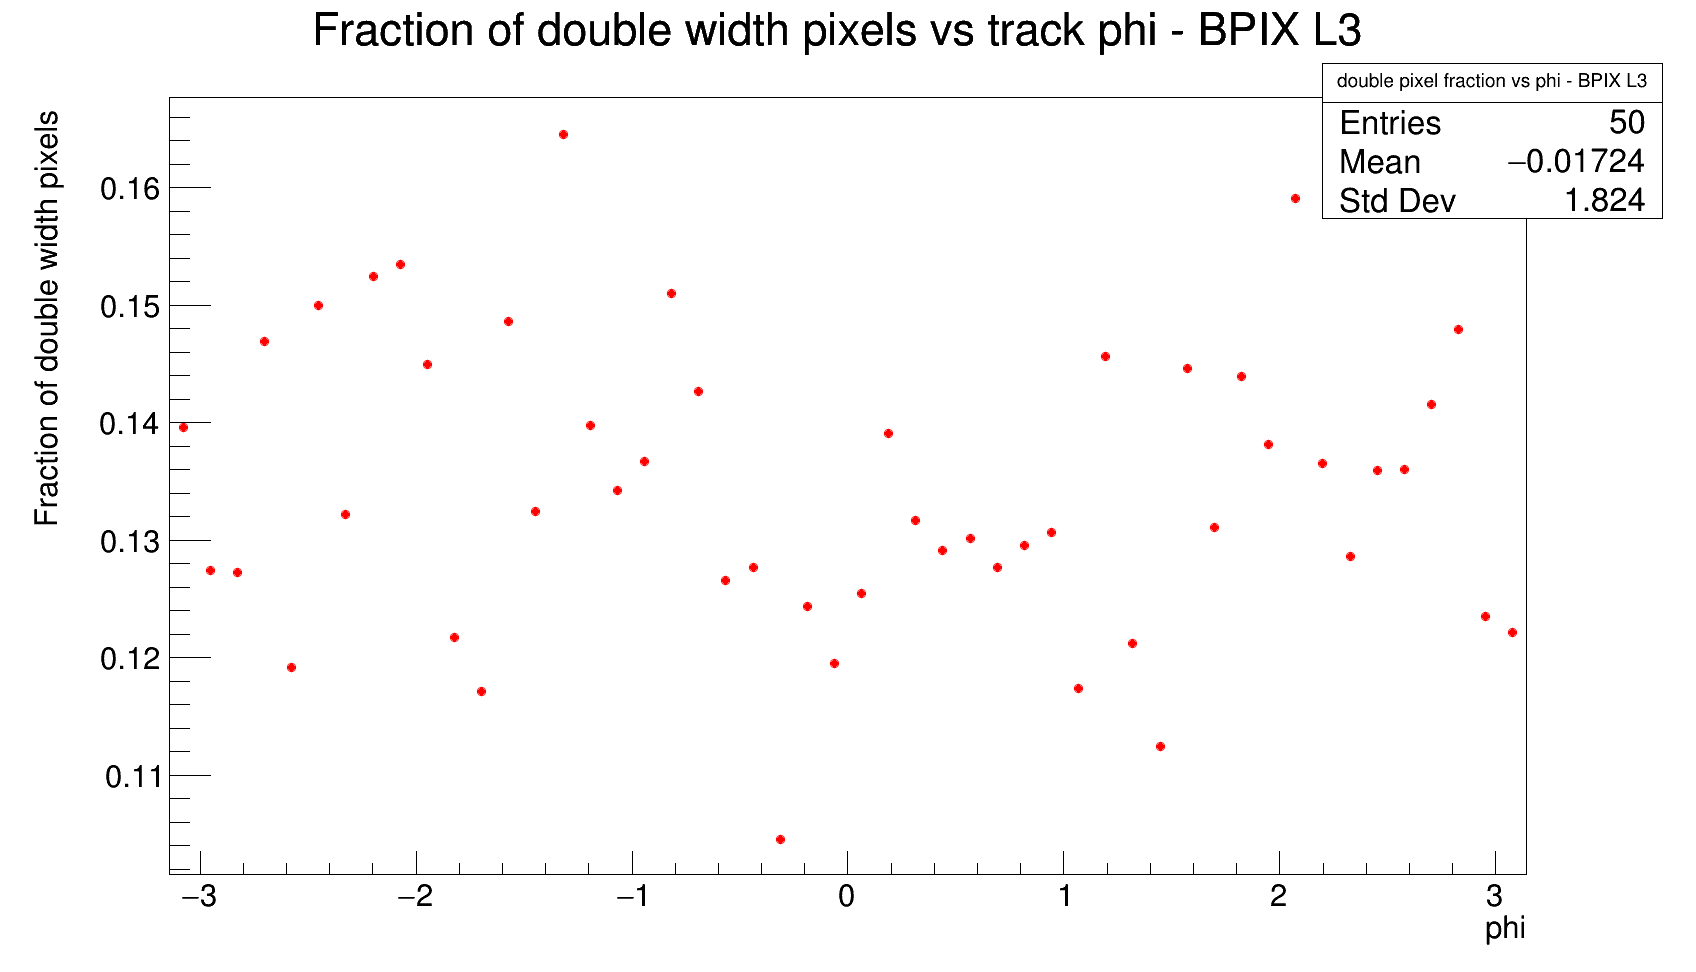 Fraction of double width pixels vs track phi - BPIX L3
double pixel fraction vs phi - BPIX L3
Entries 50
Mean −0.01724
Std Dev 1.824
Fraction of double width pixels
0.16
0.15
0.14
0.13
0.12
0.11
−3 −2 −1 0 1 2 3
phi